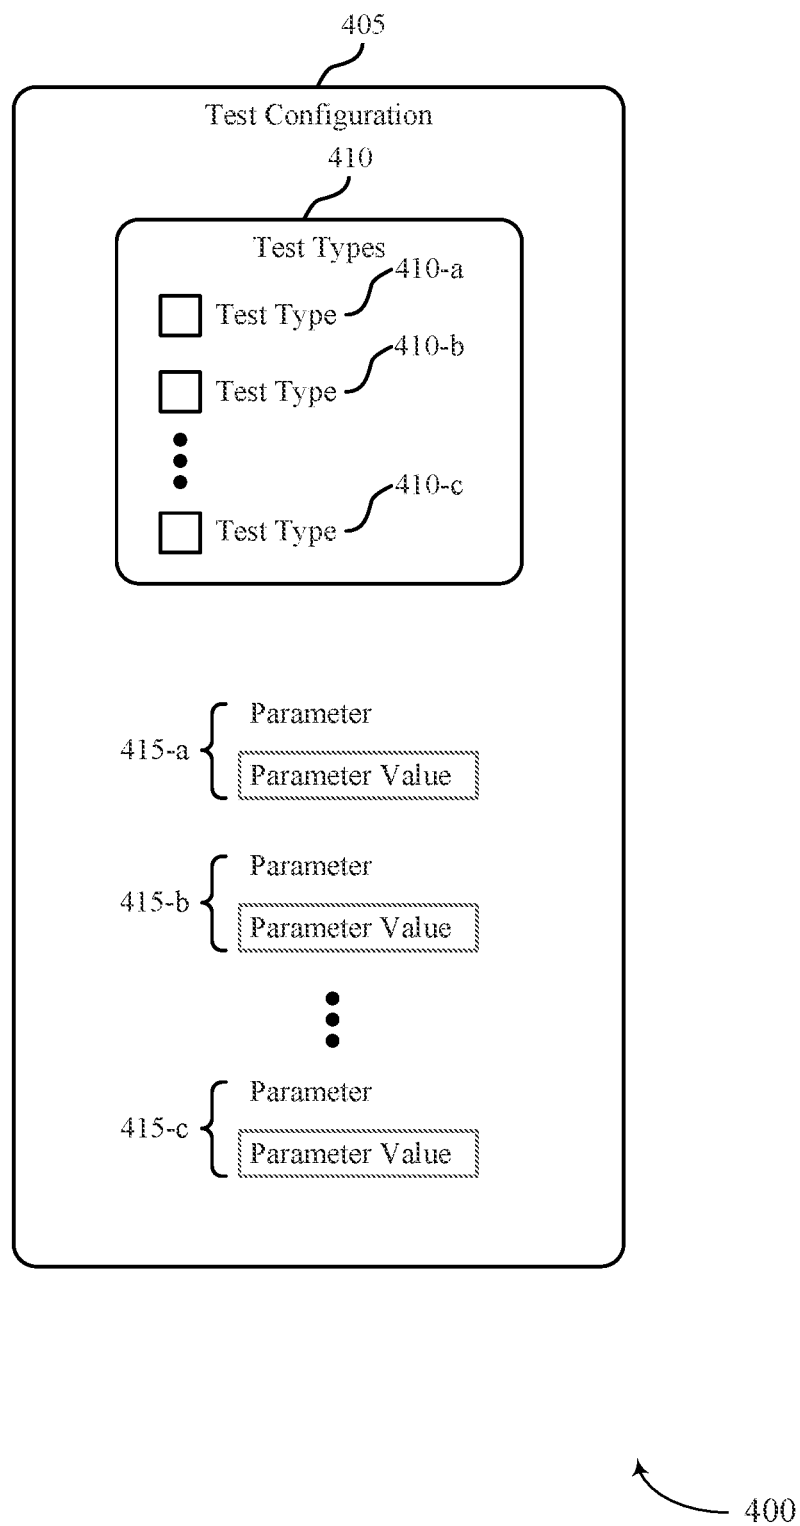 405
Test Configuration
410
Test Types
410-a
Test Type
410-b
Test Type
410-c
Test Type
Parameter
415-a
Parameter Value
Parameter
415-b
Parameter Value
Parameter
415-c
Parameter Value
400